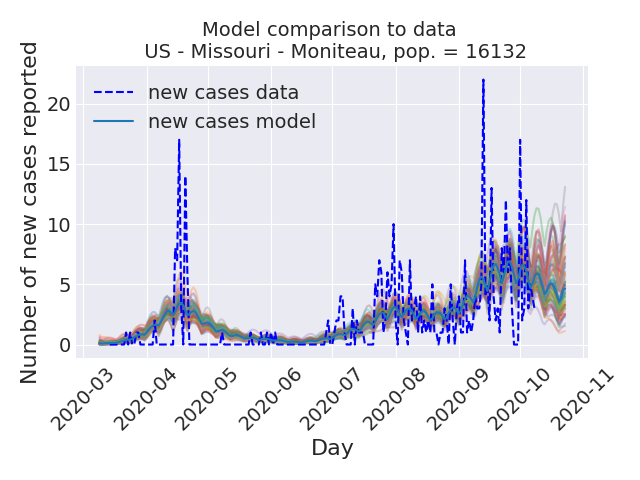 Model comparison to data
US - Missouri - Moniteau, pop. = 16132
Number of new cases reported
new cases data
new cases model
20
15
10
5
0
2020-03
2020-04
2020-05
2020-06
2020-07
2020-08
2020-09
2020-10
2020-11
Day